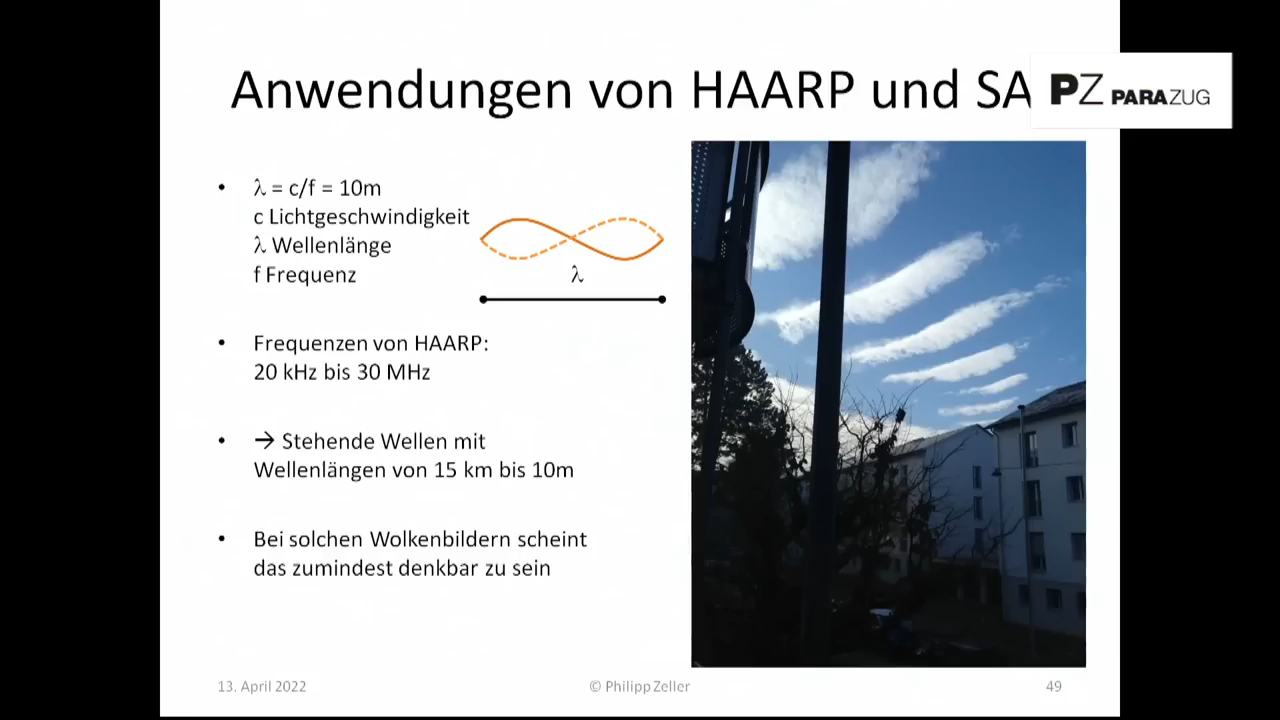 Anwendungen von HAARP und SA
PZ PARAZUG
• λ = c/f = 10m
c Lichtgeschwindigkeit
λ Wellenlänge
f Frequenz
λ
• Frequenzen von HAARP:
20 kHz bis 30 MHz
• → Stehende Wellen mit
Wellenlängen von 15 km bis 10m
• Bei solchen Wolkenbildern scheint
das zumindest denkbar zu sein
13. April 2022
© Philipp Zeller
49